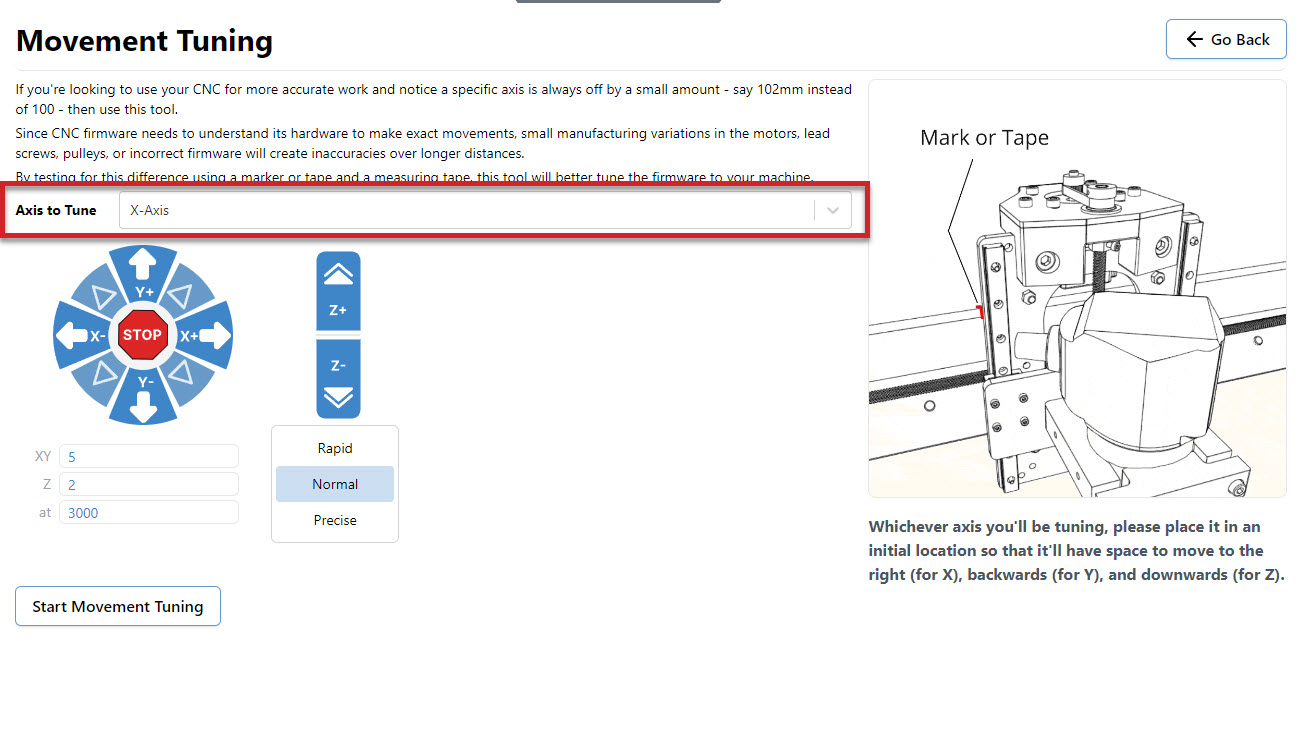 Movement Tuning
Go Back
If you're looking to use your CNC for more accurate work and notice a specific axis is always off by a small amount - say 102mm instead
of 100 - then use this tool.
Since CNC firmware needs to understand its hardware to make exact movements, small manufacturing variations in the motors, lead
screws, pulleys, or incorrect firmware will create inaccuracies over longer distances.
By testing for this difference using a marker or tape and a measuring tape, this tool will better tune the firmware to your machine.
Axis to Tune X-Axis
Y+
X- STOP X+
Y-
Z+
Z-
XY 5
Z 2
at 3000
Rapid
Normal
Precise
Start Movement Tuning
Mark or Tape
Whichever axis you'll be tuning, please place it in an
initial location so that it'll have space to move to the
right (for X), backwards (for Y), and downwards (for Z).